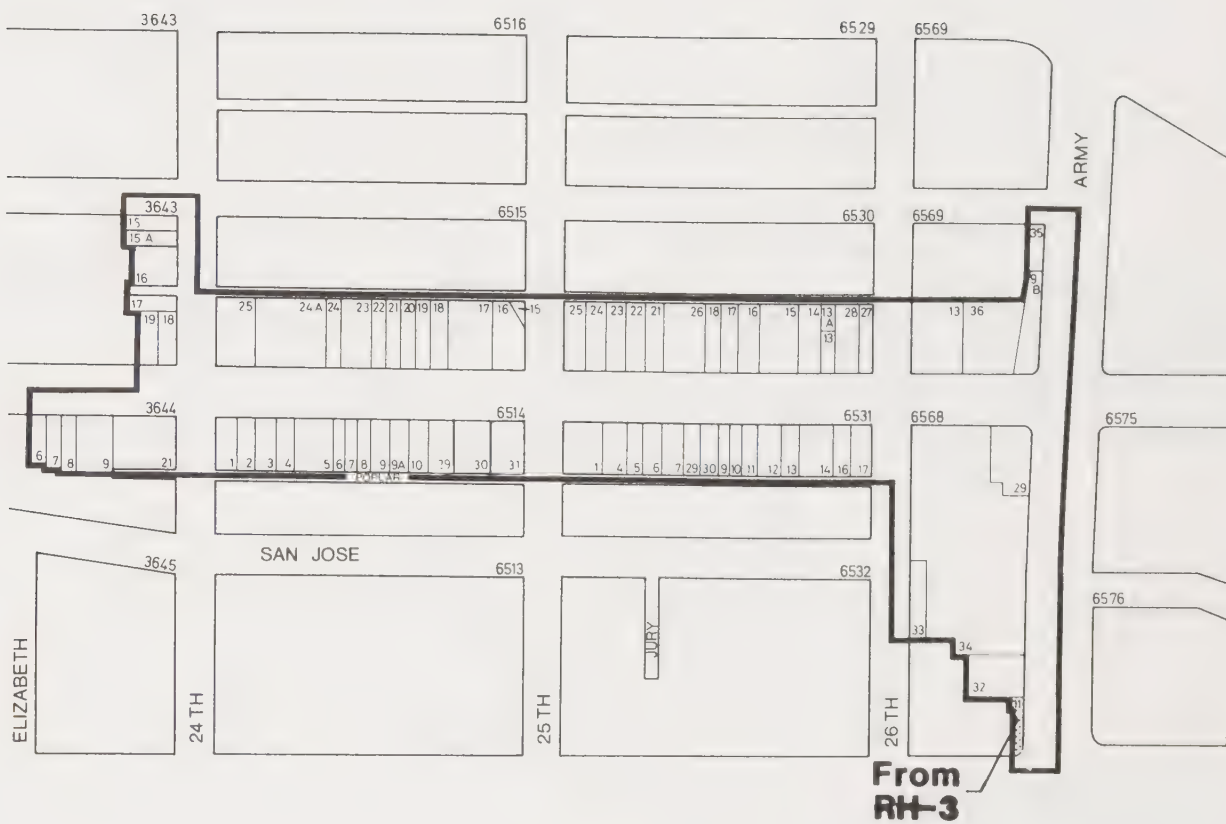 3643 6516 6529 6569
ARMY
3643 6515 6530 6569
15
15 A
16
17
19 18
25 24 A 24 23 22 21 20 19 18 17 16 15
25 24 23 22 21 26 18 17 16 15 14 13 A 28 27
13
13 36
35
9 B
3644 6514 6531 6568 6575
6 7 8 9 21
1 2 3 4 5 6 7 8 9 9A 10 29 30 31
1 4 5 6 7 29 30 9 10 11 12 13 14 16 17
29
POPLAR
SAN JOSE
3645 6513 6532 6576
JURY
33
34
32
31
ELIZABETH
24 TH
25 TH
26 TH
From
RH-3